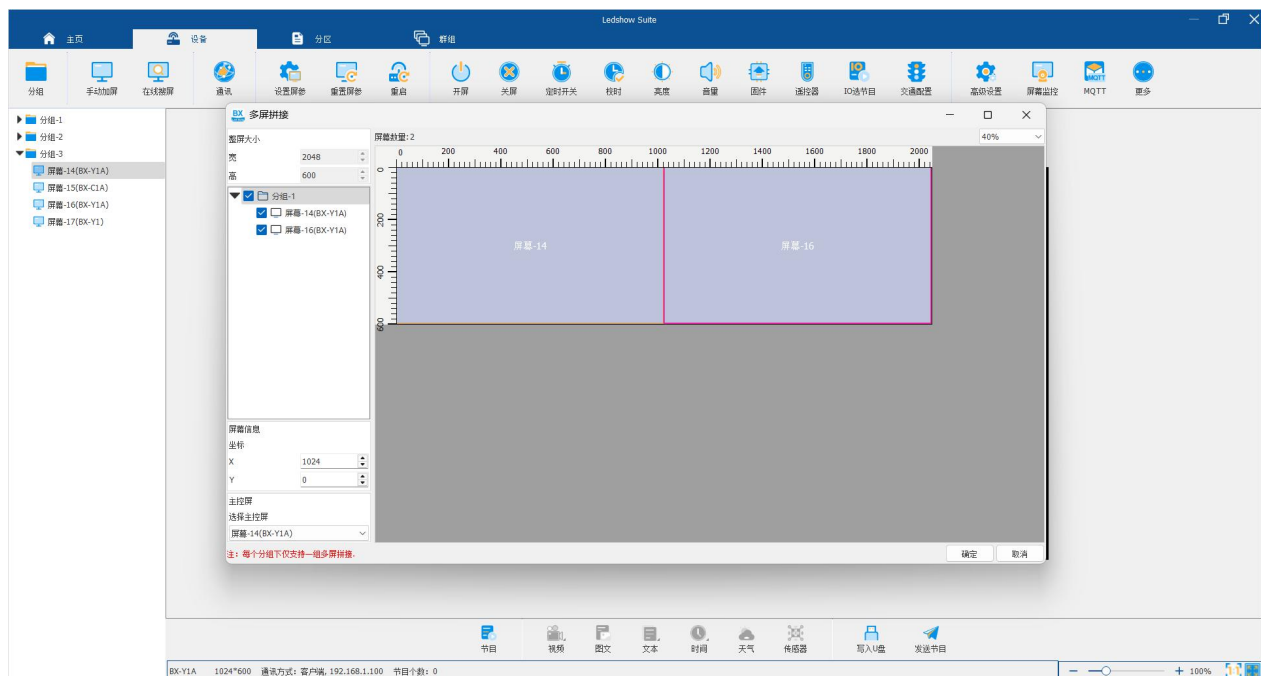 Ledshow Suite
主页 设备 分区 群组
分组 手动加屏 在线搜屏 通讯 设置屏参 重置屏参 重启 开屏 关屏 定时开关 校时 亮度 音量 固件 遥控器 IO选节目 交通配置 高级设置 屏幕监控 MQTT 更多
分组-1
分组-2
分组-3
屏幕-14(BX-Y1A)
屏幕-15(BX-C1A)
屏幕-16(BX-Y1A)
屏幕-17(BX-Y1)
BX 多屏拼接
整屏大小
宽 2048
高 600
分组-1
屏幕-14(BX-Y1A)
屏幕-16(BX-Y1A)
屏幕信息
坐标
X 1024
Y 0
主控屏
选择主控屏
屏幕-14(BX-Y1A)
注：每个分组下仅支持一组多屏拼接.
屏幕数量:2 40%
0 200 400 600 800 1000 1200 1400 1600 1800 2000
0
200
400
600
屏幕-14 屏幕-16
确定 取消
节目 视频 图文 文本 时间 天气 传感器 写入U盘 发送节目
BX-Y1A 1024*600 通讯方式: 客户端, 192.168.1.100 节目个数: 0 100% 1:1